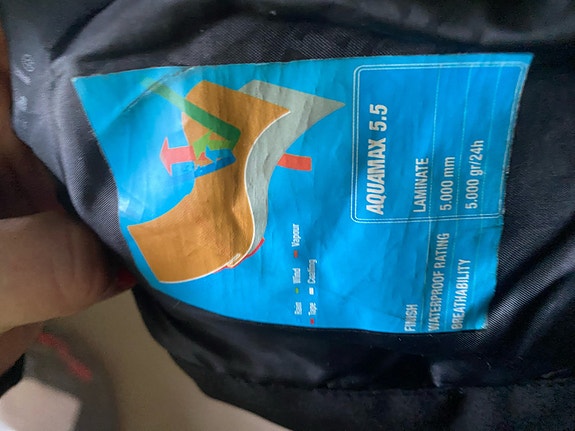 AQUAMAX 5.5
FINISH LAMINATE
WATERPROOF RATING 5.000 mm
BREATHABILITY 5.000 gr/24h
Rain Wind Vapour
Tape Coating